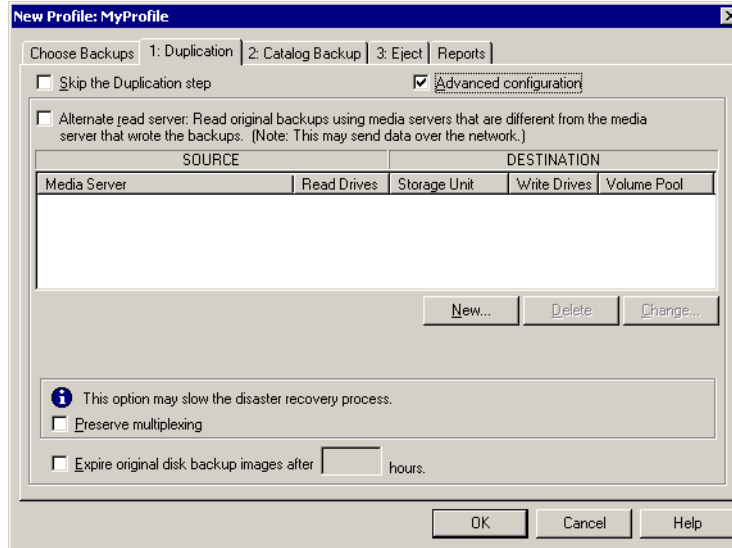 New Profile: MyProfile
Choose Backups 1: Duplication 2: Catalog Backup 3: Eject Reports
Skip the Duplication step Advanced configuration
Alternate read server: Read original backups using media servers that are different from the media
server that wrote the backups. (Note: This may send data over the network.)
SOURCE DESTINATION
Media Server Read Drives Storage Unit Write Drives Volume Pool
New... Delete Change...
This option may slow the disaster recovery process.
Preserve multiplexing
Expire original disk backup images after hours.
OK Cancel Help